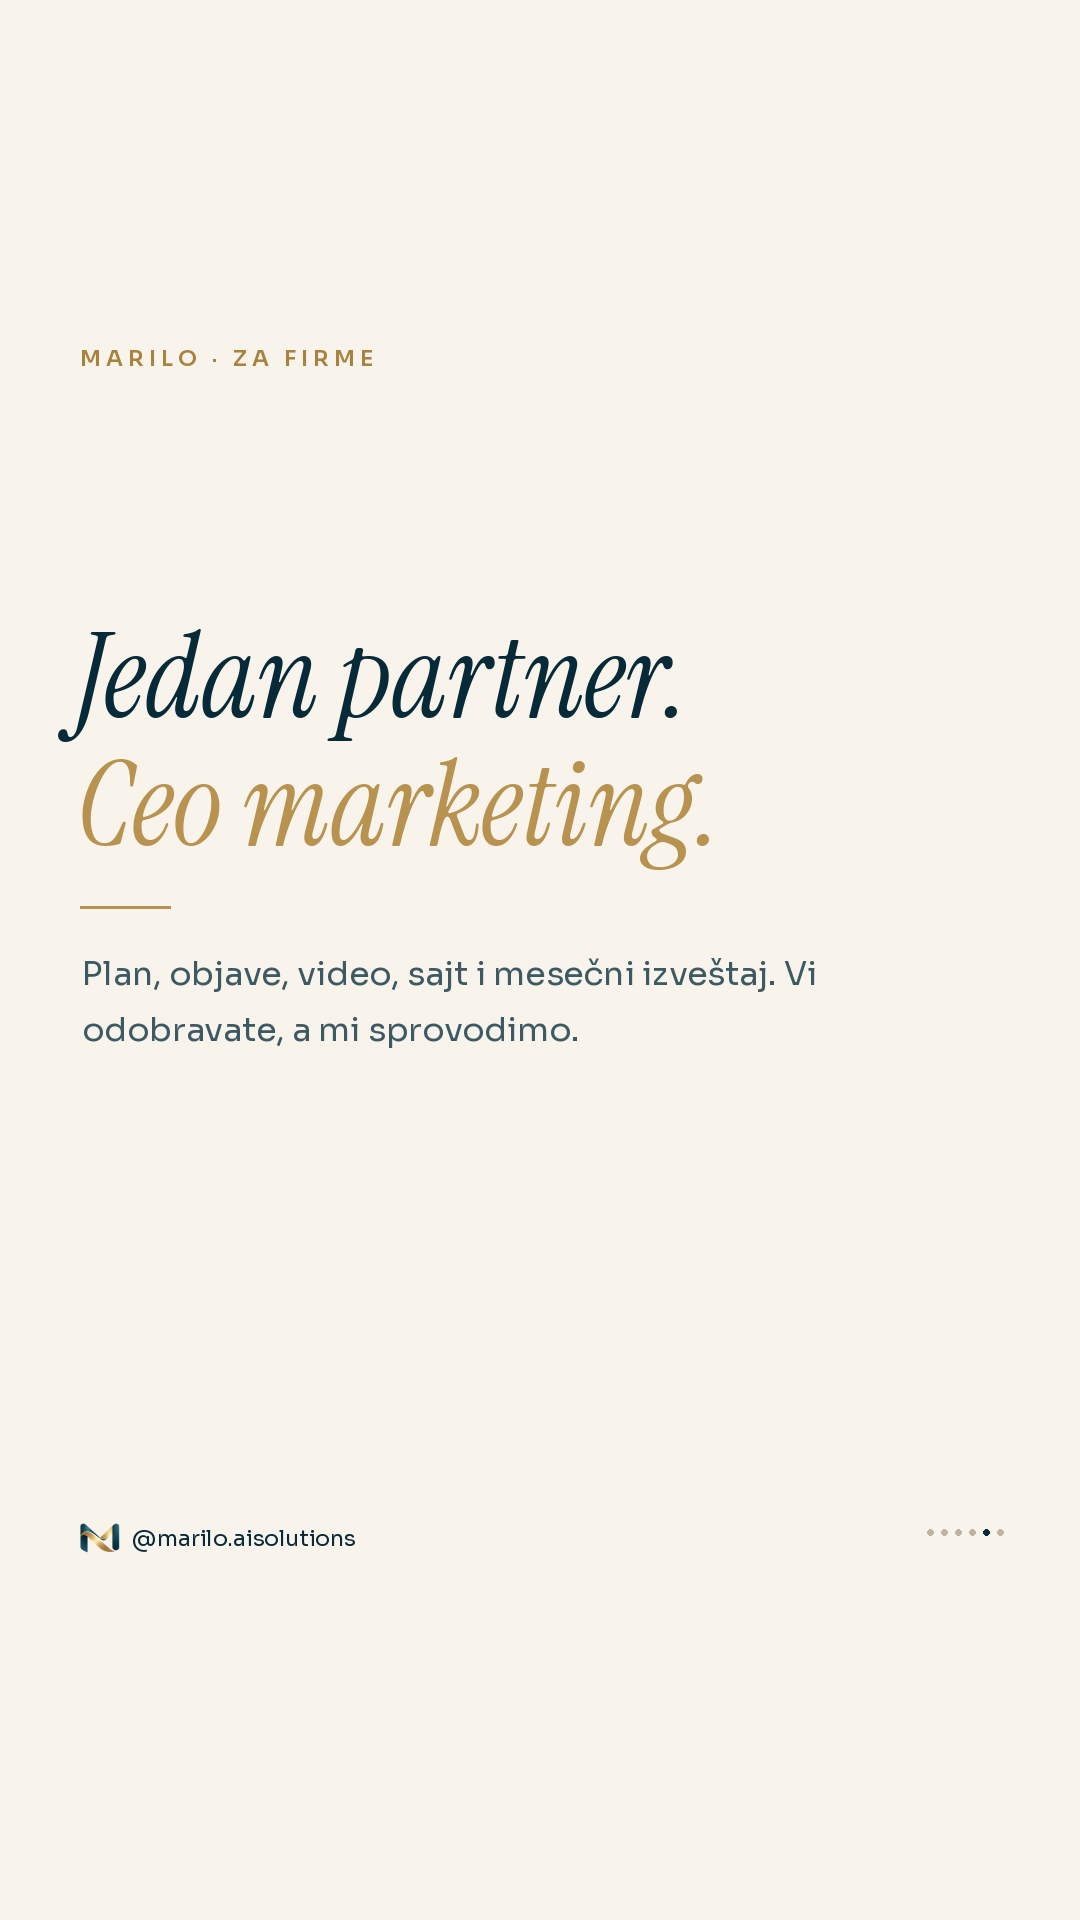 MARILO · ZA FIRME
Jedan partner.
Ceo marketing.
Plan, objave, video, sajt i mesečni izveštaj. Vi
odobravate, a mi sprovodimo.
@marilo.aisolutions